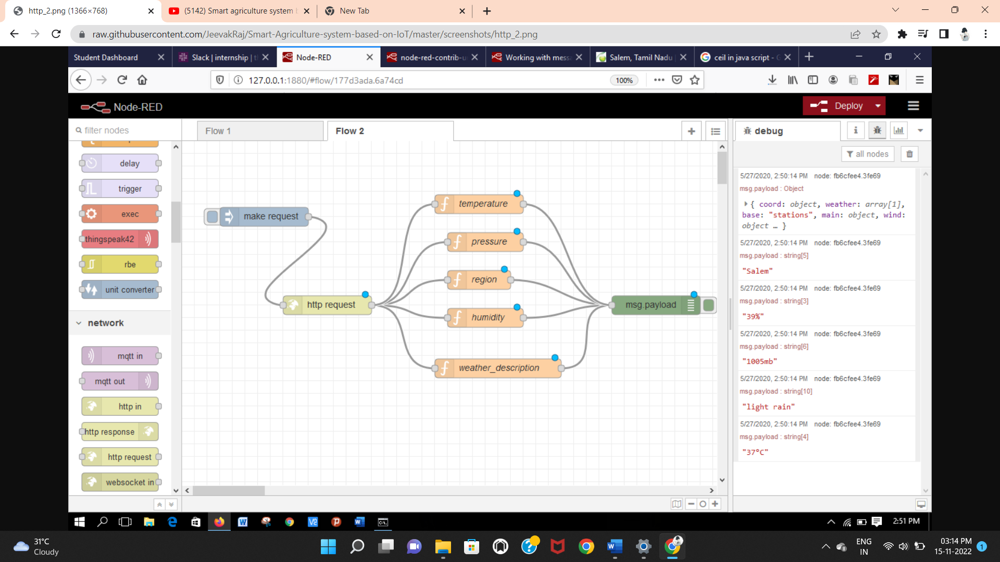 http_2.png (1366×768)
(5142) Smart agriculture system
New Tab
raw.githubusercontent.com/JeevakRaj/Smart-Agriculture-system-based-on-IoT/master/screenshots/http_2.png
Student Dashboard
Slack | internship |
Node-RED
node-red-contrib-u
Working with mess
Salem, Tamil Nadu
ceil in java script - G
127.0.0.1:1880/#flow/177d3ada.6a74cd
100%
Node-RED
Deploy
filter nodes
Flow 1
Flow 2
debug
all nodes
delay
trigger
exec
thingspeak42
rbe
unit converter
network
mqtt in
mqtt out
http in
http response
http request
websocket in
make request
http request
temperature
pressure
region
humidity
weather_description
msg.payload
5/27/2020, 2:50:14 PM node: fb6cfee4.3fe69
msg.payload : Object
{ coord: object, weather: array[1],
base: "stations", main: object, wind:
object … }
5/27/2020, 2:50:14 PM node: fb6cfee4.3fe69
msg.payload : string[5]
"Salem"
5/27/2020, 2:50:14 PM node: fb6cfee4.3fe69
msg.payload : string[3]
"39%"
5/27/2020, 2:50:14 PM node: fb6cfee4.3fe69
msg.payload : string[6]
"1005mb"
5/27/2020, 2:50:14 PM node: fb6cfee4.3fe69
msg.payload : string[10]
"light rain"
5/27/2020, 2:50:14 PM node: fb6cfee4.3fe69
msg.payload : string[4]
"37°C"
2:51 PM
31°C
Cloudy
ENG
IN
03:14 PM
15-11-2022
1